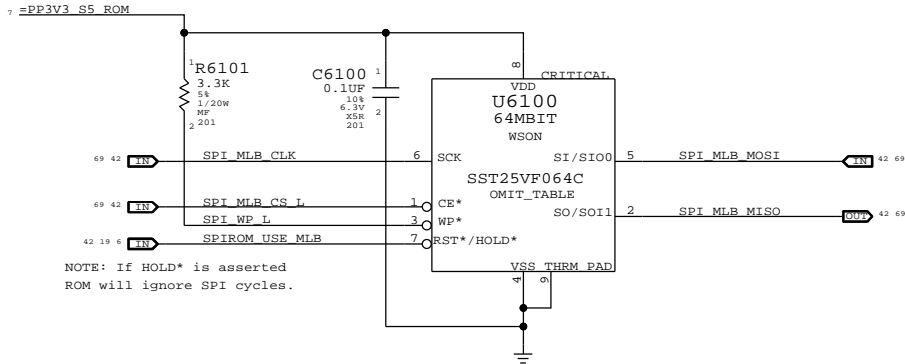 7 =PP3V3_S5_ROM
1
R6101
3.3K
5%
1/20W
MF
201
2
C6100 1
0.1UF
10%
6.3V
X5R
201
2
8
VDD
CRITICAL
U6100
64MBIT
WSON
69 42 IN SPI_MLB_CLK 6 SCK
SI/SIO0 5 SPI_MLB_MOSI IN 42 69
SST25VF064C
OMIT_TABLE
69 42 IN SPI_MLB_CS_L 1 CE*
SO/SOI1 2 SPI_MLB_MISO OUT 42 69
SPI_WP_L 3 WP*
42 19 6 IN SPIROM_USE_MLB 7 RST*/HOLD*
VSS THRM_PAD
4 9
NOTE: If HOLD* is asserted
ROM will ignore SPI cycles.